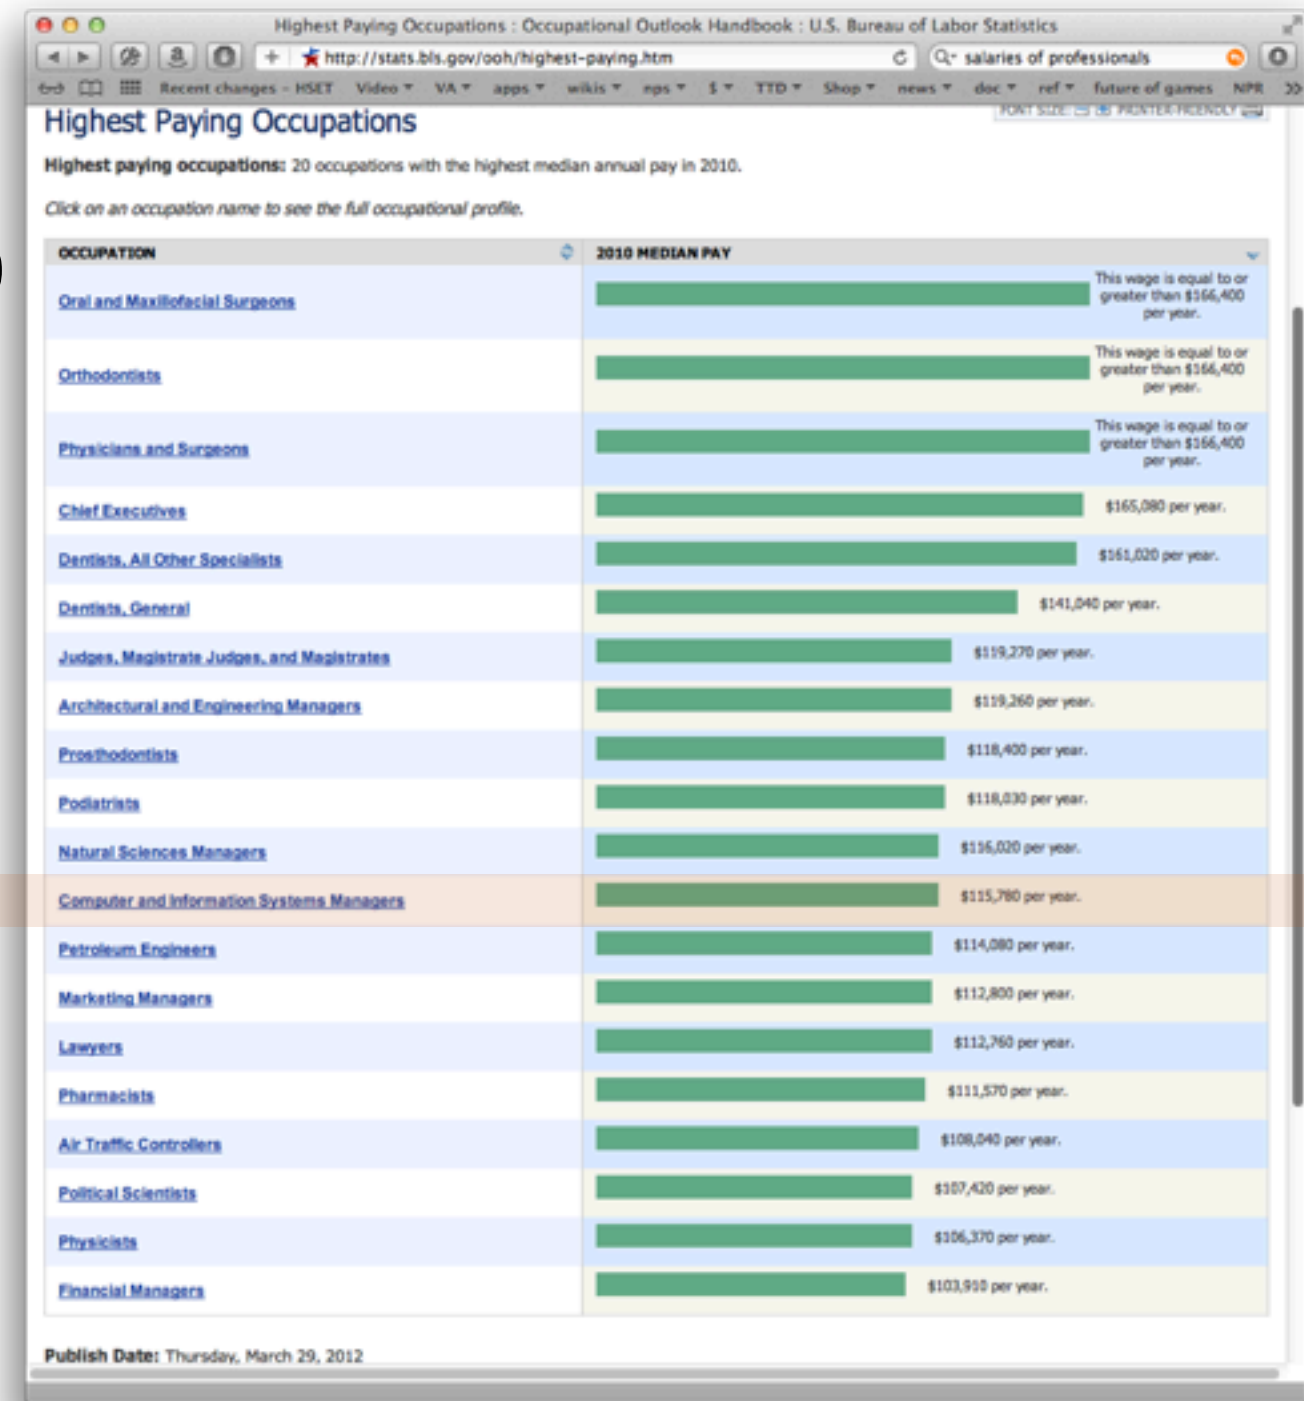 Highest Paying Occupations : Occupational Outlook Handbook : U.S. Bureau of Labor Statistics
http://stats.bls.gov/ooh/highest-paying.htm
salaries of professionals
Recent changes - HSET Video VA apps wikis nps $ TTD Shop news doc ref future of games NPR
Highest Paying Occupations
FONT SIZE: PRINTER-FRIENDLY
Highest paying occupations: 20 occupations with the highest median annual pay in 2010.
Click on an occupation name to see the full occupational profile.
OCCUPATION 2010 MEDIAN PAY
Oral and Maxillofacial Surgeons
This wage is equal to or
greater than $166,400
per year.
Orthodontists
This wage is equal to or
greater than $166,400
per year.
Physicians and Surgeons
This wage is equal to or
greater than $166,400
per year.
Chief Executives $165,080 per year.
Dentists, All Other Specialists $161,020 per year.
Dentists, General $141,040 per year.
Judges, Magistrate Judges, and Magistrates $119,270 per year.
Architectural and Engineering Managers $119,260 per year.
Prosthodontists $118,400 per year.
Podiatrists $118,030 per year.
Natural Sciences Managers $116,020 per year.
Computer and Information Systems Managers $115,780 per year.
Petroleum Engineers $114,080 per year.
Marketing Managers $112,800 per year.
Lawyers $112,760 per year.
Pharmacists $111,570 per year.
Air Traffic Controllers $108,040 per year.
Political Scientists $107,420 per year.
Physicists $106,370 per year.
Financial Managers $103,910 per year.
Publish Date: Thursday, March 29, 2012